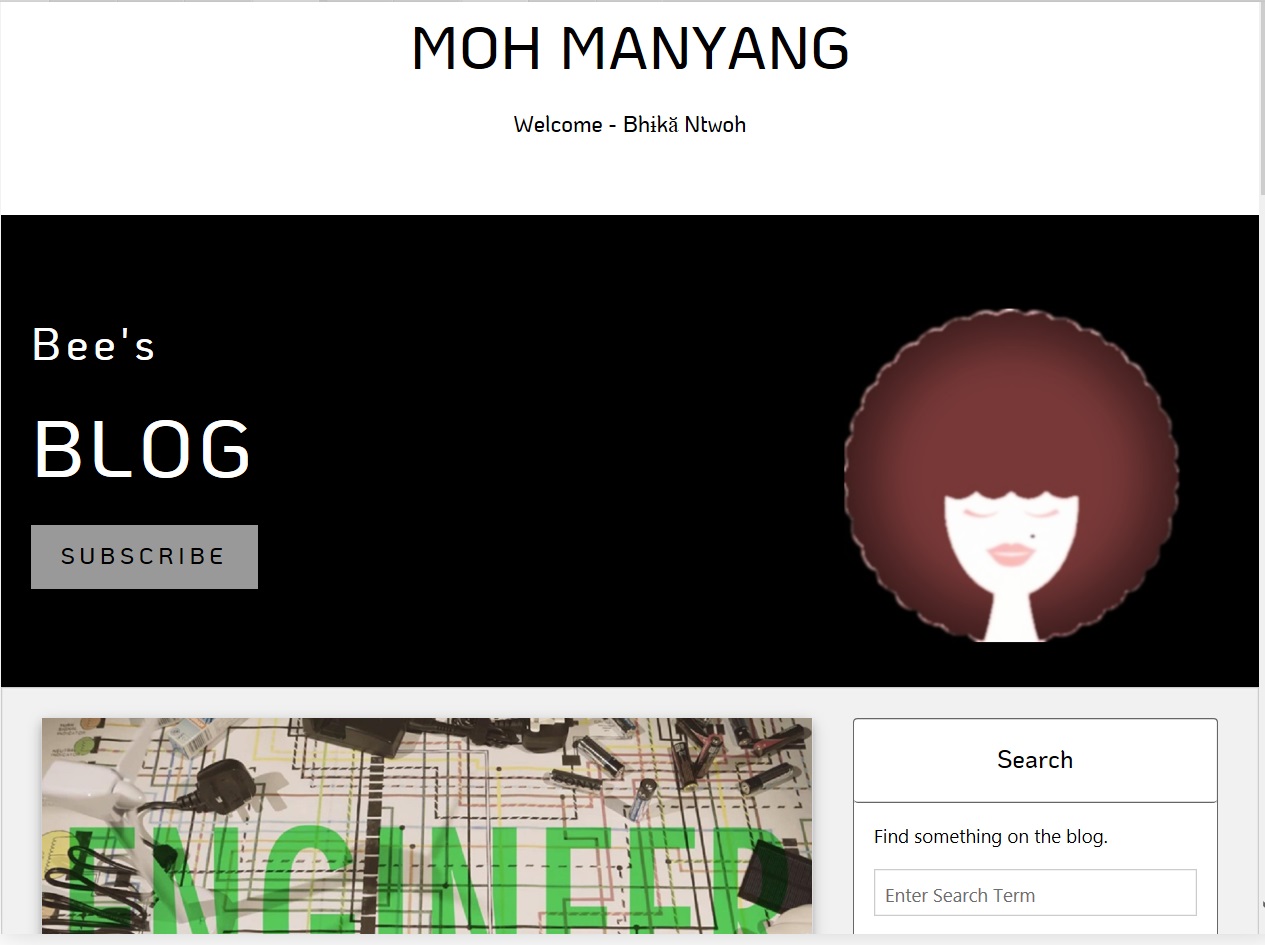 MOH MANYANG
Welcome - Bhɨkă Ntwoh
Bee's
BLOG
SUBSCRIBE
ENGINEER
Search
Find something on the blog.
Enter Search Term